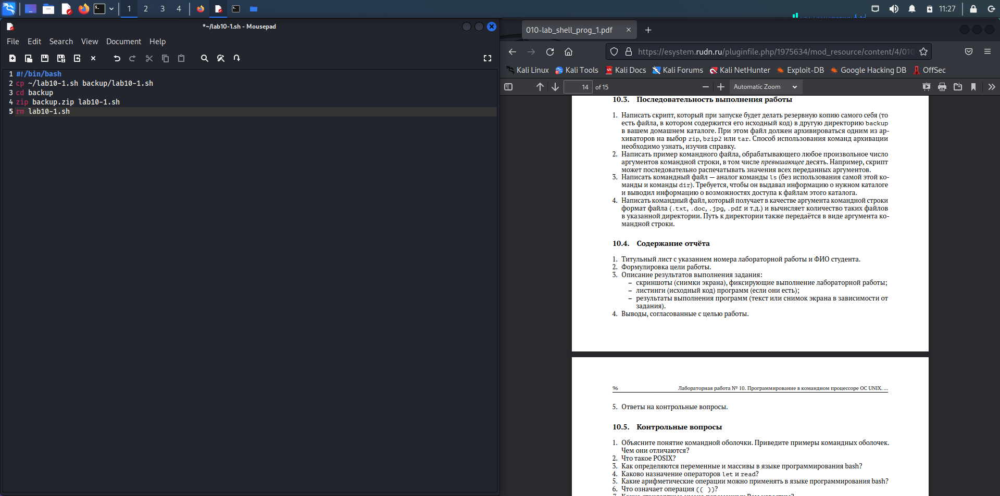 1 2 3 4
11:27
*~/lab10-1.sh - Mousepad
File Edit Search View Document Help
1 #!/bin/bash
2 cp ~/lab10-1.sh backup/lab10-1.sh
3 cd backup
4 zip backup.zip lab10-1.sh
5 rm lab10-1.sh
010-lab_shell_prog_1.pdf
https://esystem.rudn.ru/pluginfile.php/1975634/mod_resource/content/4/010
Kali Linux Kali Tools Kali Docs Kali Forums Kali NetHunter Exploit-DB Google Hacking DB OffSec
14 of 15 Automatic Zoom
10.3. Последовательность выполнения работы
1. Написать скрипт, который при запуске будет делать резервную копию самого себя (то
есть файла, в котором содержится его исходный код) в другую директорию backup
в вашем домашнем каталоге. При этом файл должен архивироваться одним из ар-
хиваторов на выбор zip, bzip2 или tar. Способ использования команд архивации
необходимо узнать, изучив справку.
2. Написать пример командного файла, обрабатывающего любое произвольное число
аргументов командной строки, в том числе превышающее десять. Например, скрипт
может последовательно распечатывать значения всех переданных аргументов.
3. Написать командный файл — аналог команды ls (без использования самой этой ко-
манды и команды dir). Требуется, чтобы он выдавал информацию о нужном каталоге
и выводил информацию о возможностях доступа к файлам этого каталога.
4. Написать командный файл, который получает в качестве аргумента командной строки
формат файла (.txt, .doc, .jpg, .pdf и т.д.) и вычисляет количество таких файлов
в указанной директории. Путь к директории также передаётся в виде аргумента ко-
мандной строки.
10.4. Содержание отчёта
1. Титульный лист с указанием номера лабораторной работы и ФИО студента.
2. Формулировка цели работы.
3. Описание результатов выполнения задания:
– скриншоты (снимки экрана), фиксирующие выполнение лабораторной работы;
– листинги (исходный код) программ (если они есть);
– результаты выполнения программ (текст или снимок экрана в зависимости от
задания).
4. Выводы, согласованные с целью работы.
96 Лабораторная работа № 10. Программирование в командном процессоре ОС UNIX. ...
5. Ответы на контрольные вопросы.
10.5. Контрольные вопросы
1. Объясните понятие командной оболочки. Приведите примеры командных оболочек.
Чем они отличаются?
2. Что такое POSIX?
3. Как определяются переменные и массивы в языке программирования bash?
4. Каково назначение операторов let и read?
5. Какие арифметические операции можно применять в языке программирования bash?
6. Что означает операция (( ))?